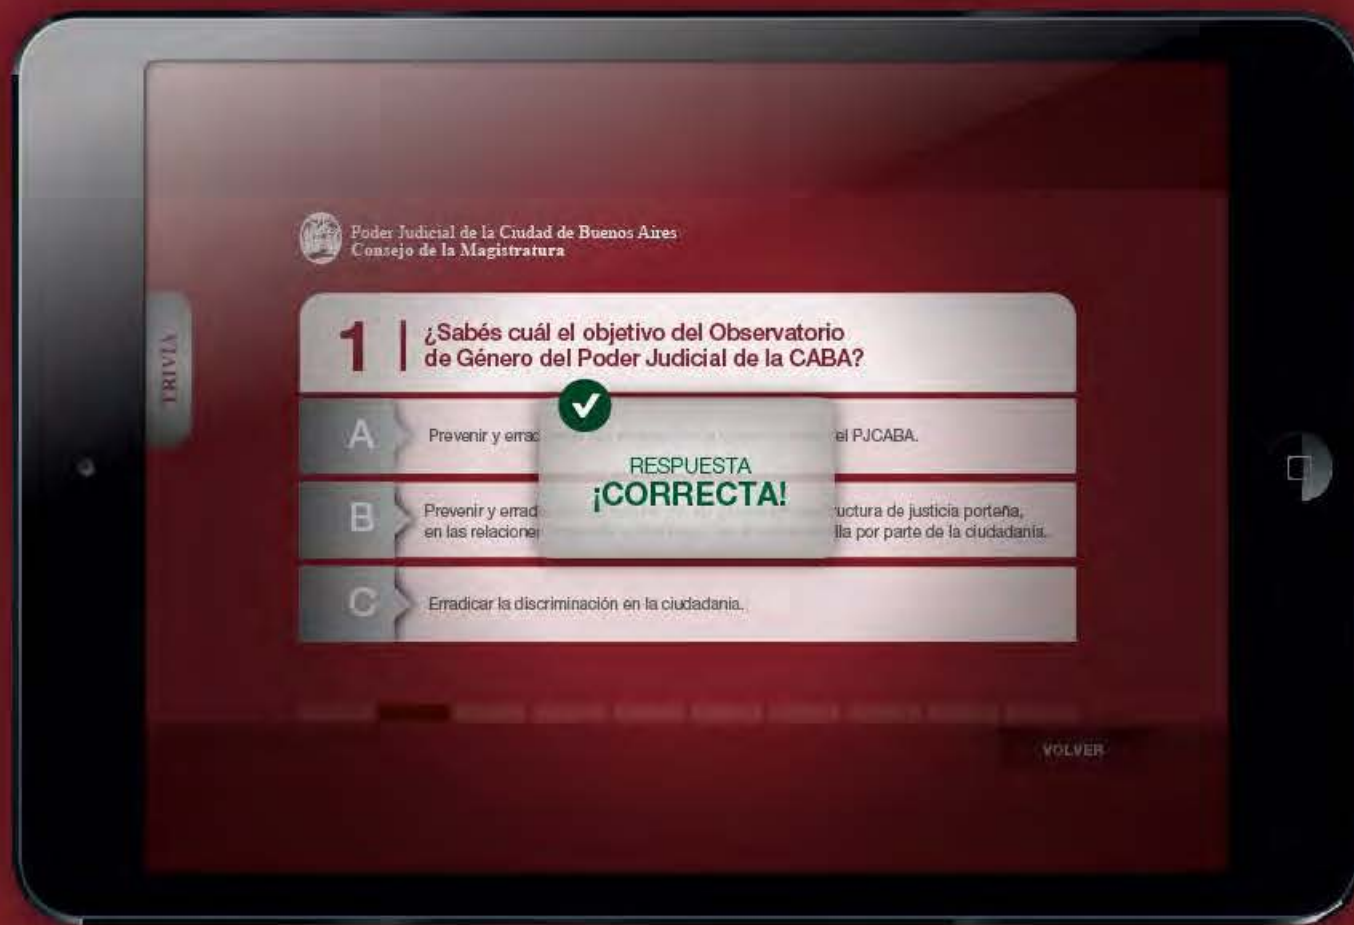 Poder Judicial de la Ciudad de Buenos Aires
Consejo de la Magistratura
TRIVIA
1
¿Sabés cuál el objetivo del Observatorio
de Género del Poder Judicial de la CABA?
A
Prevenir y errad el PJCABA.
RESPUESTA
¡CORRECTA!
B
Prevenir y errad uctura de justicia porteña,
en las relaciones lla por parte de la ciudadanía.
C
Erradicar la discriminación en la ciudadanía.
VOLVER